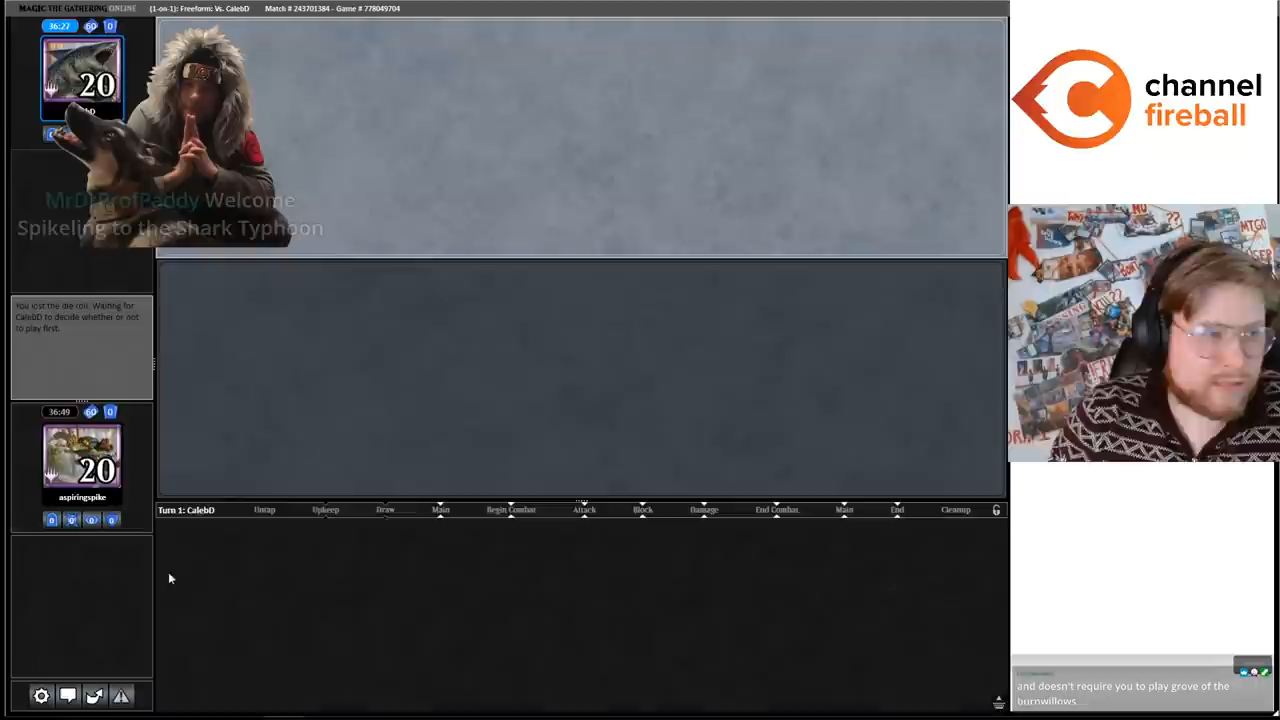 MAGIC THE GATHERING ONLINE (1-on-1): Freeform: Vs. CalebD Match # 243701384 - Game # 778049704
36:27 60 0
20
MrDrProfPaddy Welcome
Spikeling to the Shark Typhoon
You lost the die roll. Waiting for
CalebD to decide whether or not
to play first.
36:49 60 0
20
aspiringspike
0 0 0 0
Turn 1: CalebD Untap Upkeep Draw Main Begin Combat Attack Block Damage End Combat Main End Cleanup
channel
fireball
MTGO
and doesn't require you to play grove of the
burnwillows...